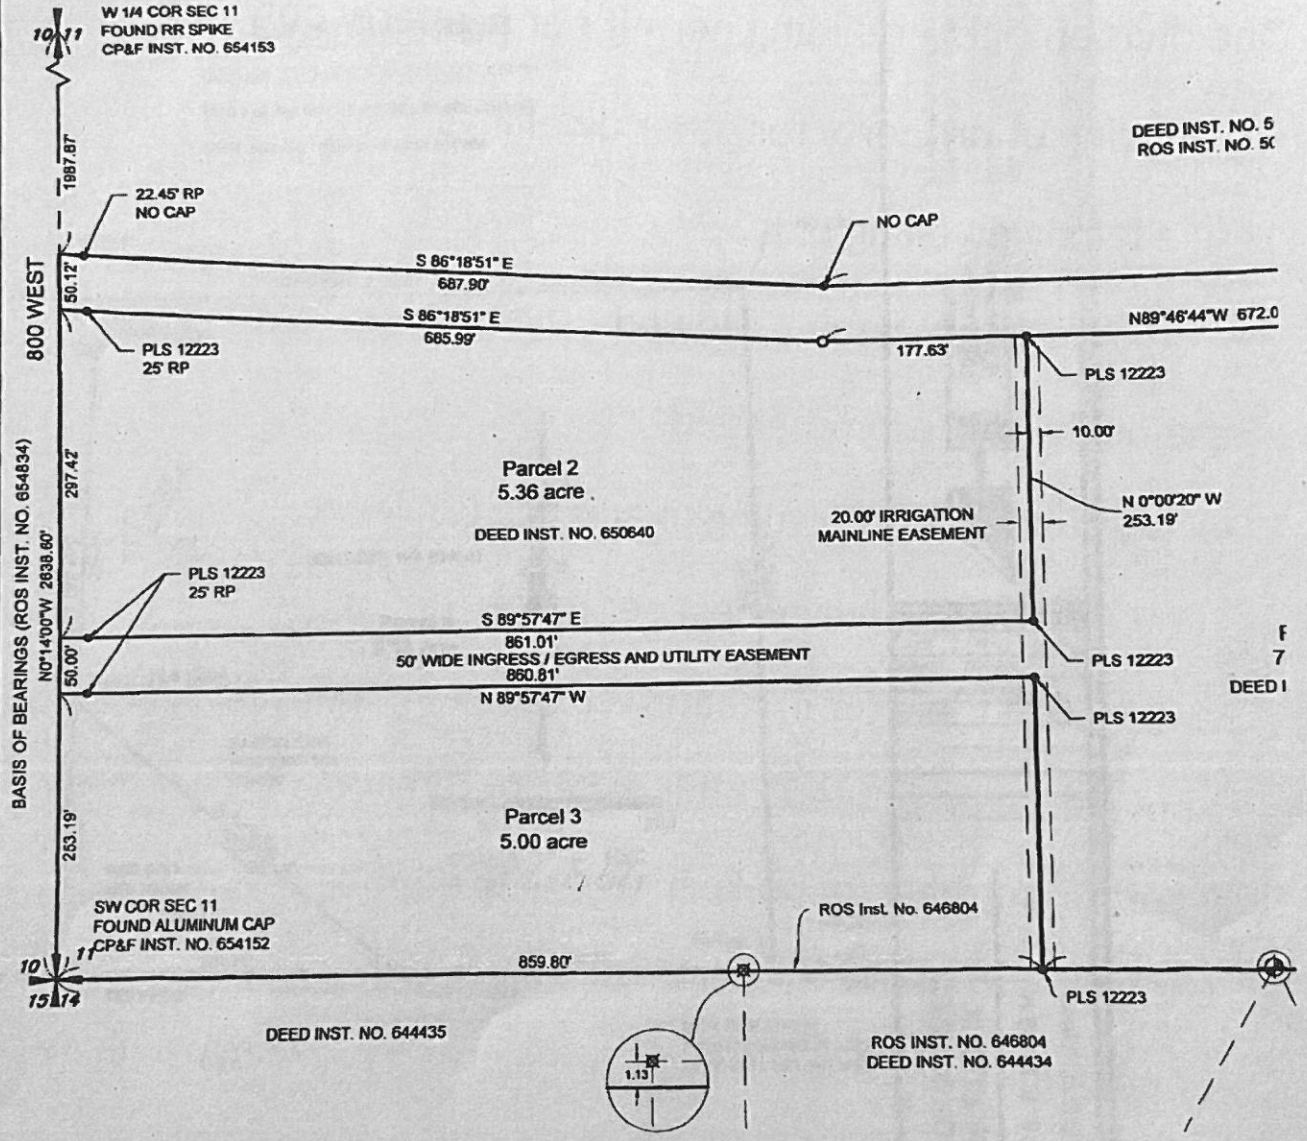 W 1/4 COR SEC 11
FOUND RR SPIKE
CP&F INST. NO. 654153
10 11
1987.87'
DEED INST. NO. 5
ROS INST. NO. 50
22.45' RP
NO CAP
NO CAP
800 WEST
50.12'
S 86°18'51" E
687.90'
S 86°18'51" E
685.99'
N89°46'44"W 672.0
177.63'
PLS 12223
25' RP
PLS 12223
10.00'
BASIS OF BEARINGS (ROS INST. NO. 654834)
N0°14'00"W 2638.60'
297.42'
Parcel 2
5.36 acre
DEED INST. NO. 650640
20.00' IRRIGATION
MAINLINE EASEMENT
N 0°00'20" W
253.19'
PLS 12223
25' RP
S 89°57'47" E
861.01'
50' WIDE INGRESS / EGRESS AND UTILITY EASEMENT
860.81'
N 89°57'47" W
50.00'
PLS 12223
7
DEED I
PLS 12223
253.19'
Parcel 3
5.00 acre
SW COR SEC 11
FOUND ALUMINUM CAP
CP&F INST. NO. 654152
10 11
15 14
859.80'
ROS Inst. No. 646804
PLS 12223
DEED INST. NO. 644435
1.13
ROS INST. NO. 646804
DEED INST. NO. 644434